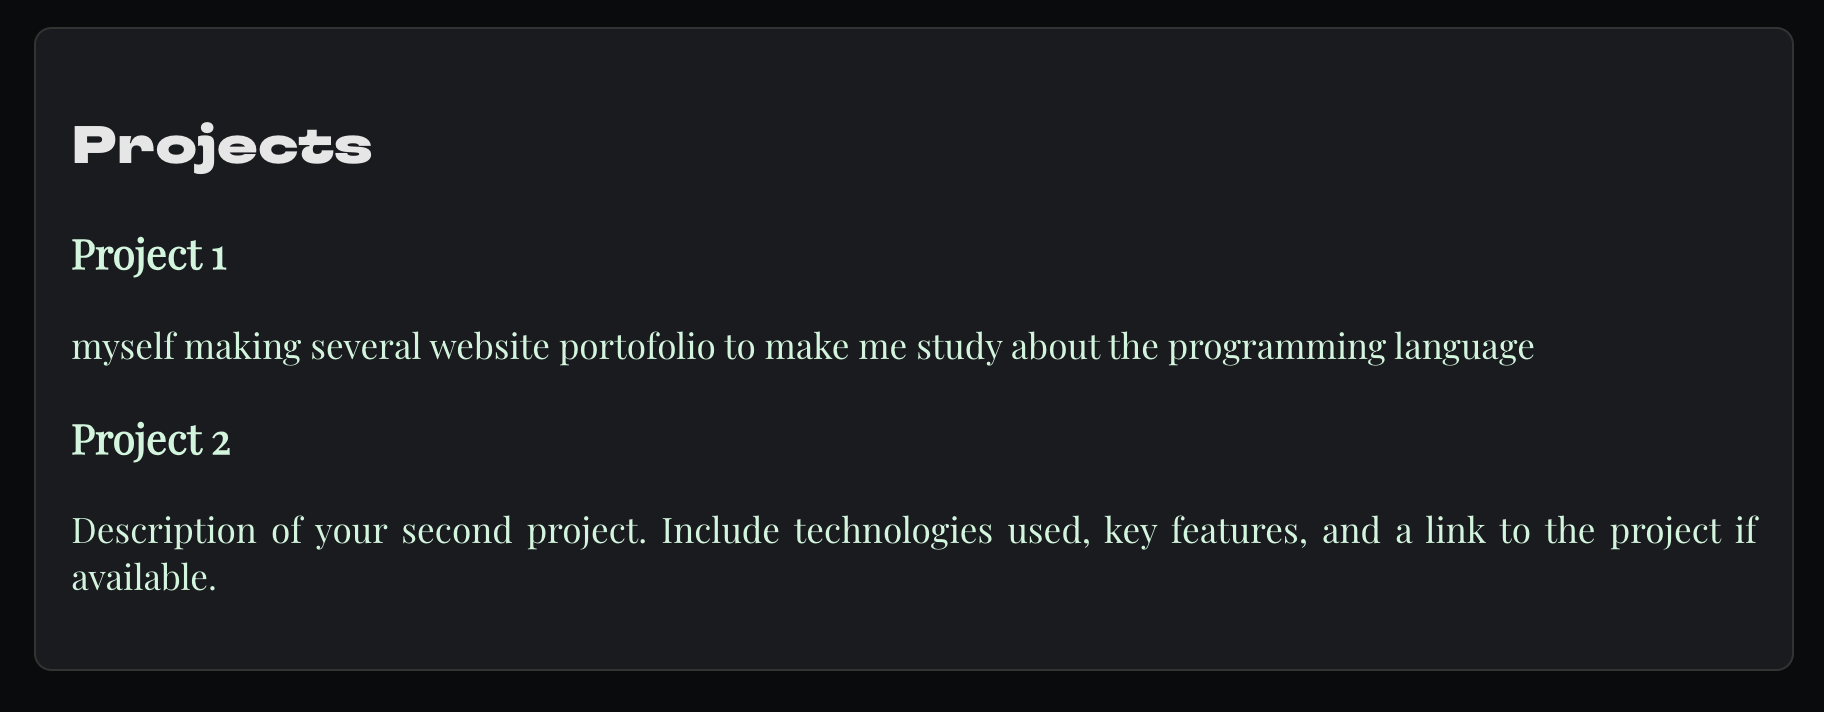 Projects
Project 1
myself making several website portofolio to make me study about the programming language
Project 2
Description of your second project. Include technologies used, key features, and a link to the project if
available.